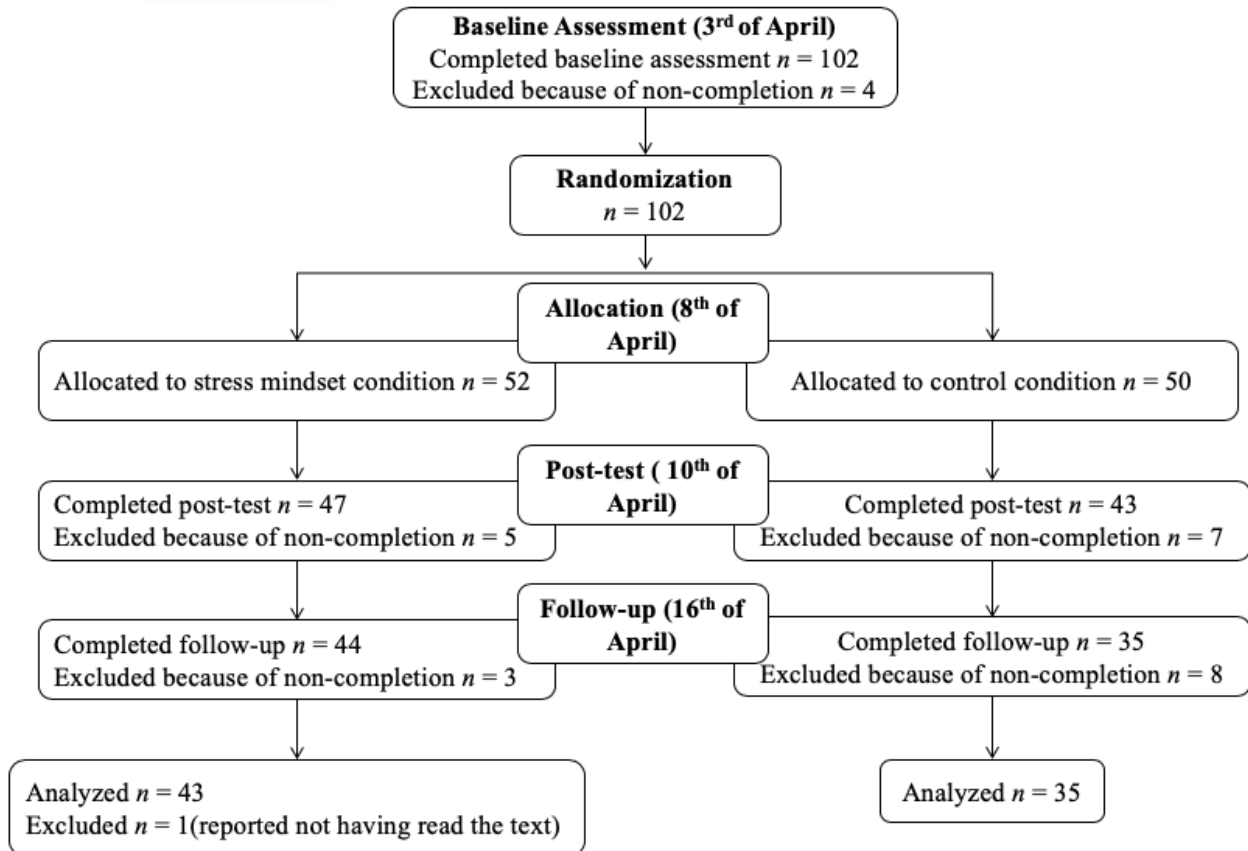 Baseline Assessment (3rd of April)
Completed baseline assessment n = 102
Excluded because of non-completion n = 4
Randomization
n = 102
Allocation (8th of
April)
Allocated to stress mindset condition n = 52
Allocated to control condition n = 50
Post-test ( 10th of
April)
Completed post-test n = 47
Excluded because of non-completion n = 5
Completed post-test n = 43
Excluded because of non-completion n = 7
Follow-up (16th of
April)
Completed follow-up n = 44
Excluded because of non-completion n = 3
Completed follow-up n = 35
Excluded because of non-completion n = 8
Analyzed n = 43
Excluded n = 1(reported not having read the text)
Analyzed n = 35